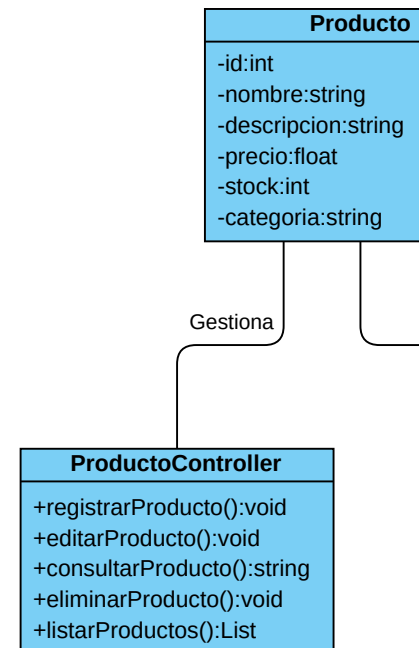 Producto
-id:int
-nombre:string
-descripcion:string
-precio:float
-stock:int
-categoria:string
Gestiona
ProductoController
+registrarProducto():void
+editarProducto():void
+consultarProducto():string
+eliminarProducto():void
+listarProductos():List